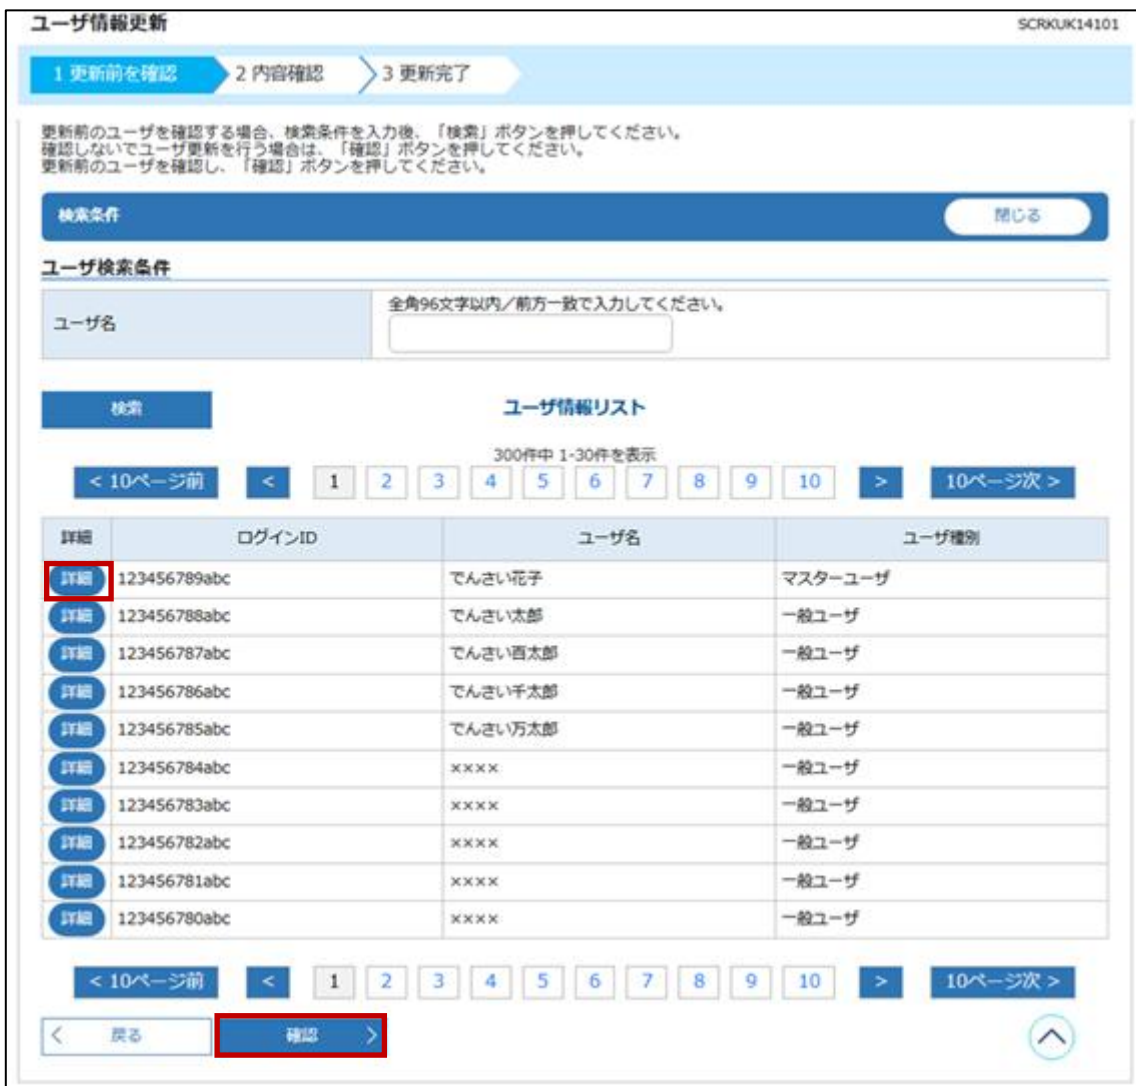 ユーザ情報更新 SCRKUK14101
1 更新前を確認 2 内容確認 3 更新完了
更新前のユーザを確認する場合、検索条件を入力後、「検索」ボタンを押してください。
確認しないでユーザ更新を行う場合は、「確認」ボタンを押してください。
更新前のユーザを確認し、「確認」ボタンを押してください。
検索条件 閉じる
ユーザ検索条件
全角96文字以内／前方一致で入力してください。
ユーザ名
検索 ユーザ情報リスト
300件中 1-30件を表示
< 10ページ前 < 1 2 3 4 5 6 7 8 9 10 > 10ページ次 >
詳細 ログインID ユーザ名 ユーザ種別
詳細 123456789abc でんさい花子 マスターユーザ
詳細 123456788abc でんさい太郎 一般ユーザ
詳細 123456787abc でんさい百太郎 一般ユーザ
詳細 123456786abc でんさい千太郎 一般ユーザ
詳細 123456785abc でんさい万太郎 一般ユーザ
詳細 123456784abc ×××× 一般ユーザ
詳細 123456783abc ×××× 一般ユーザ
詳細 123456782abc ×××× 一般ユーザ
詳細 123456781abc ×××× 一般ユーザ
詳細 123456780abc ×××× 一般ユーザ
< 10ページ前 < 1 2 3 4 5 6 7 8 9 10 > 10ページ次 >
< 戻る 確認 >